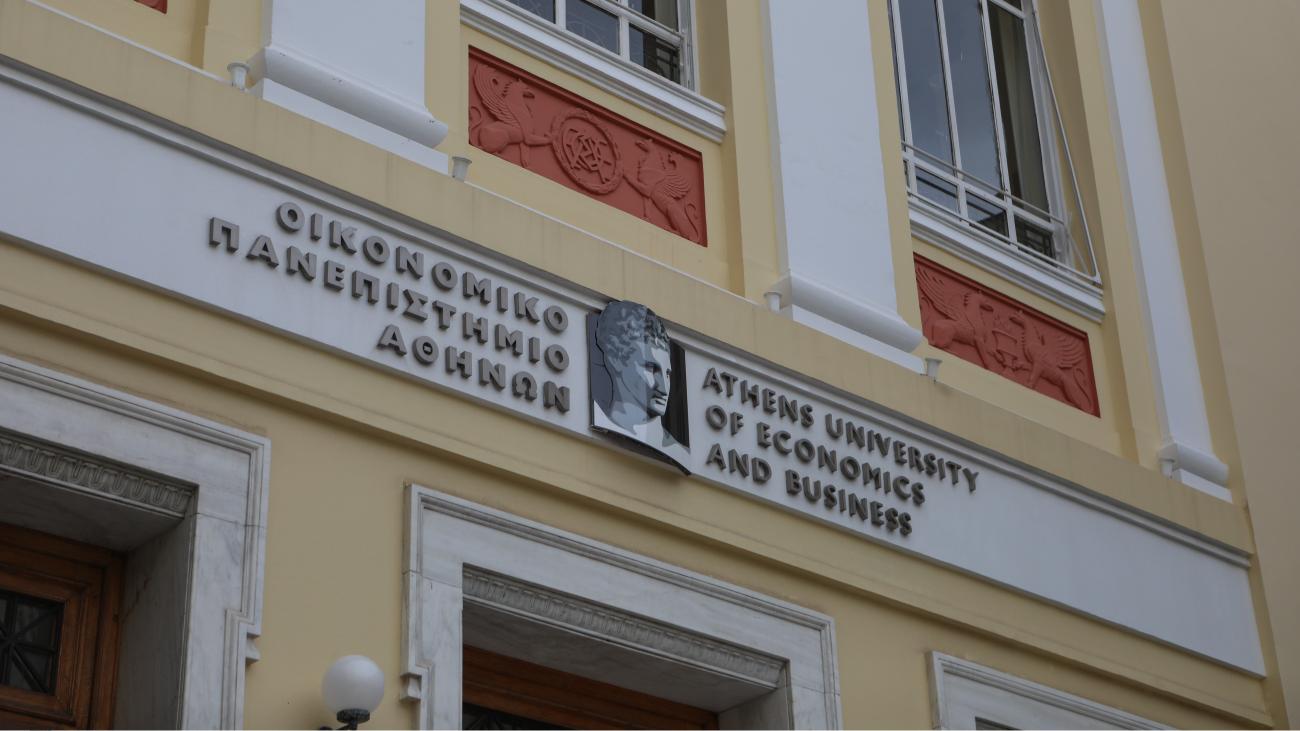 ΟΙΚΟΝΟΜΙΚΟ
ΠΑΝΕΠΙΣΤΗΜΙΟ
ΑΘΗΝΩΝ
ATHENS UNIVERSITY
OF ECONOMICS
AND BUSINESS